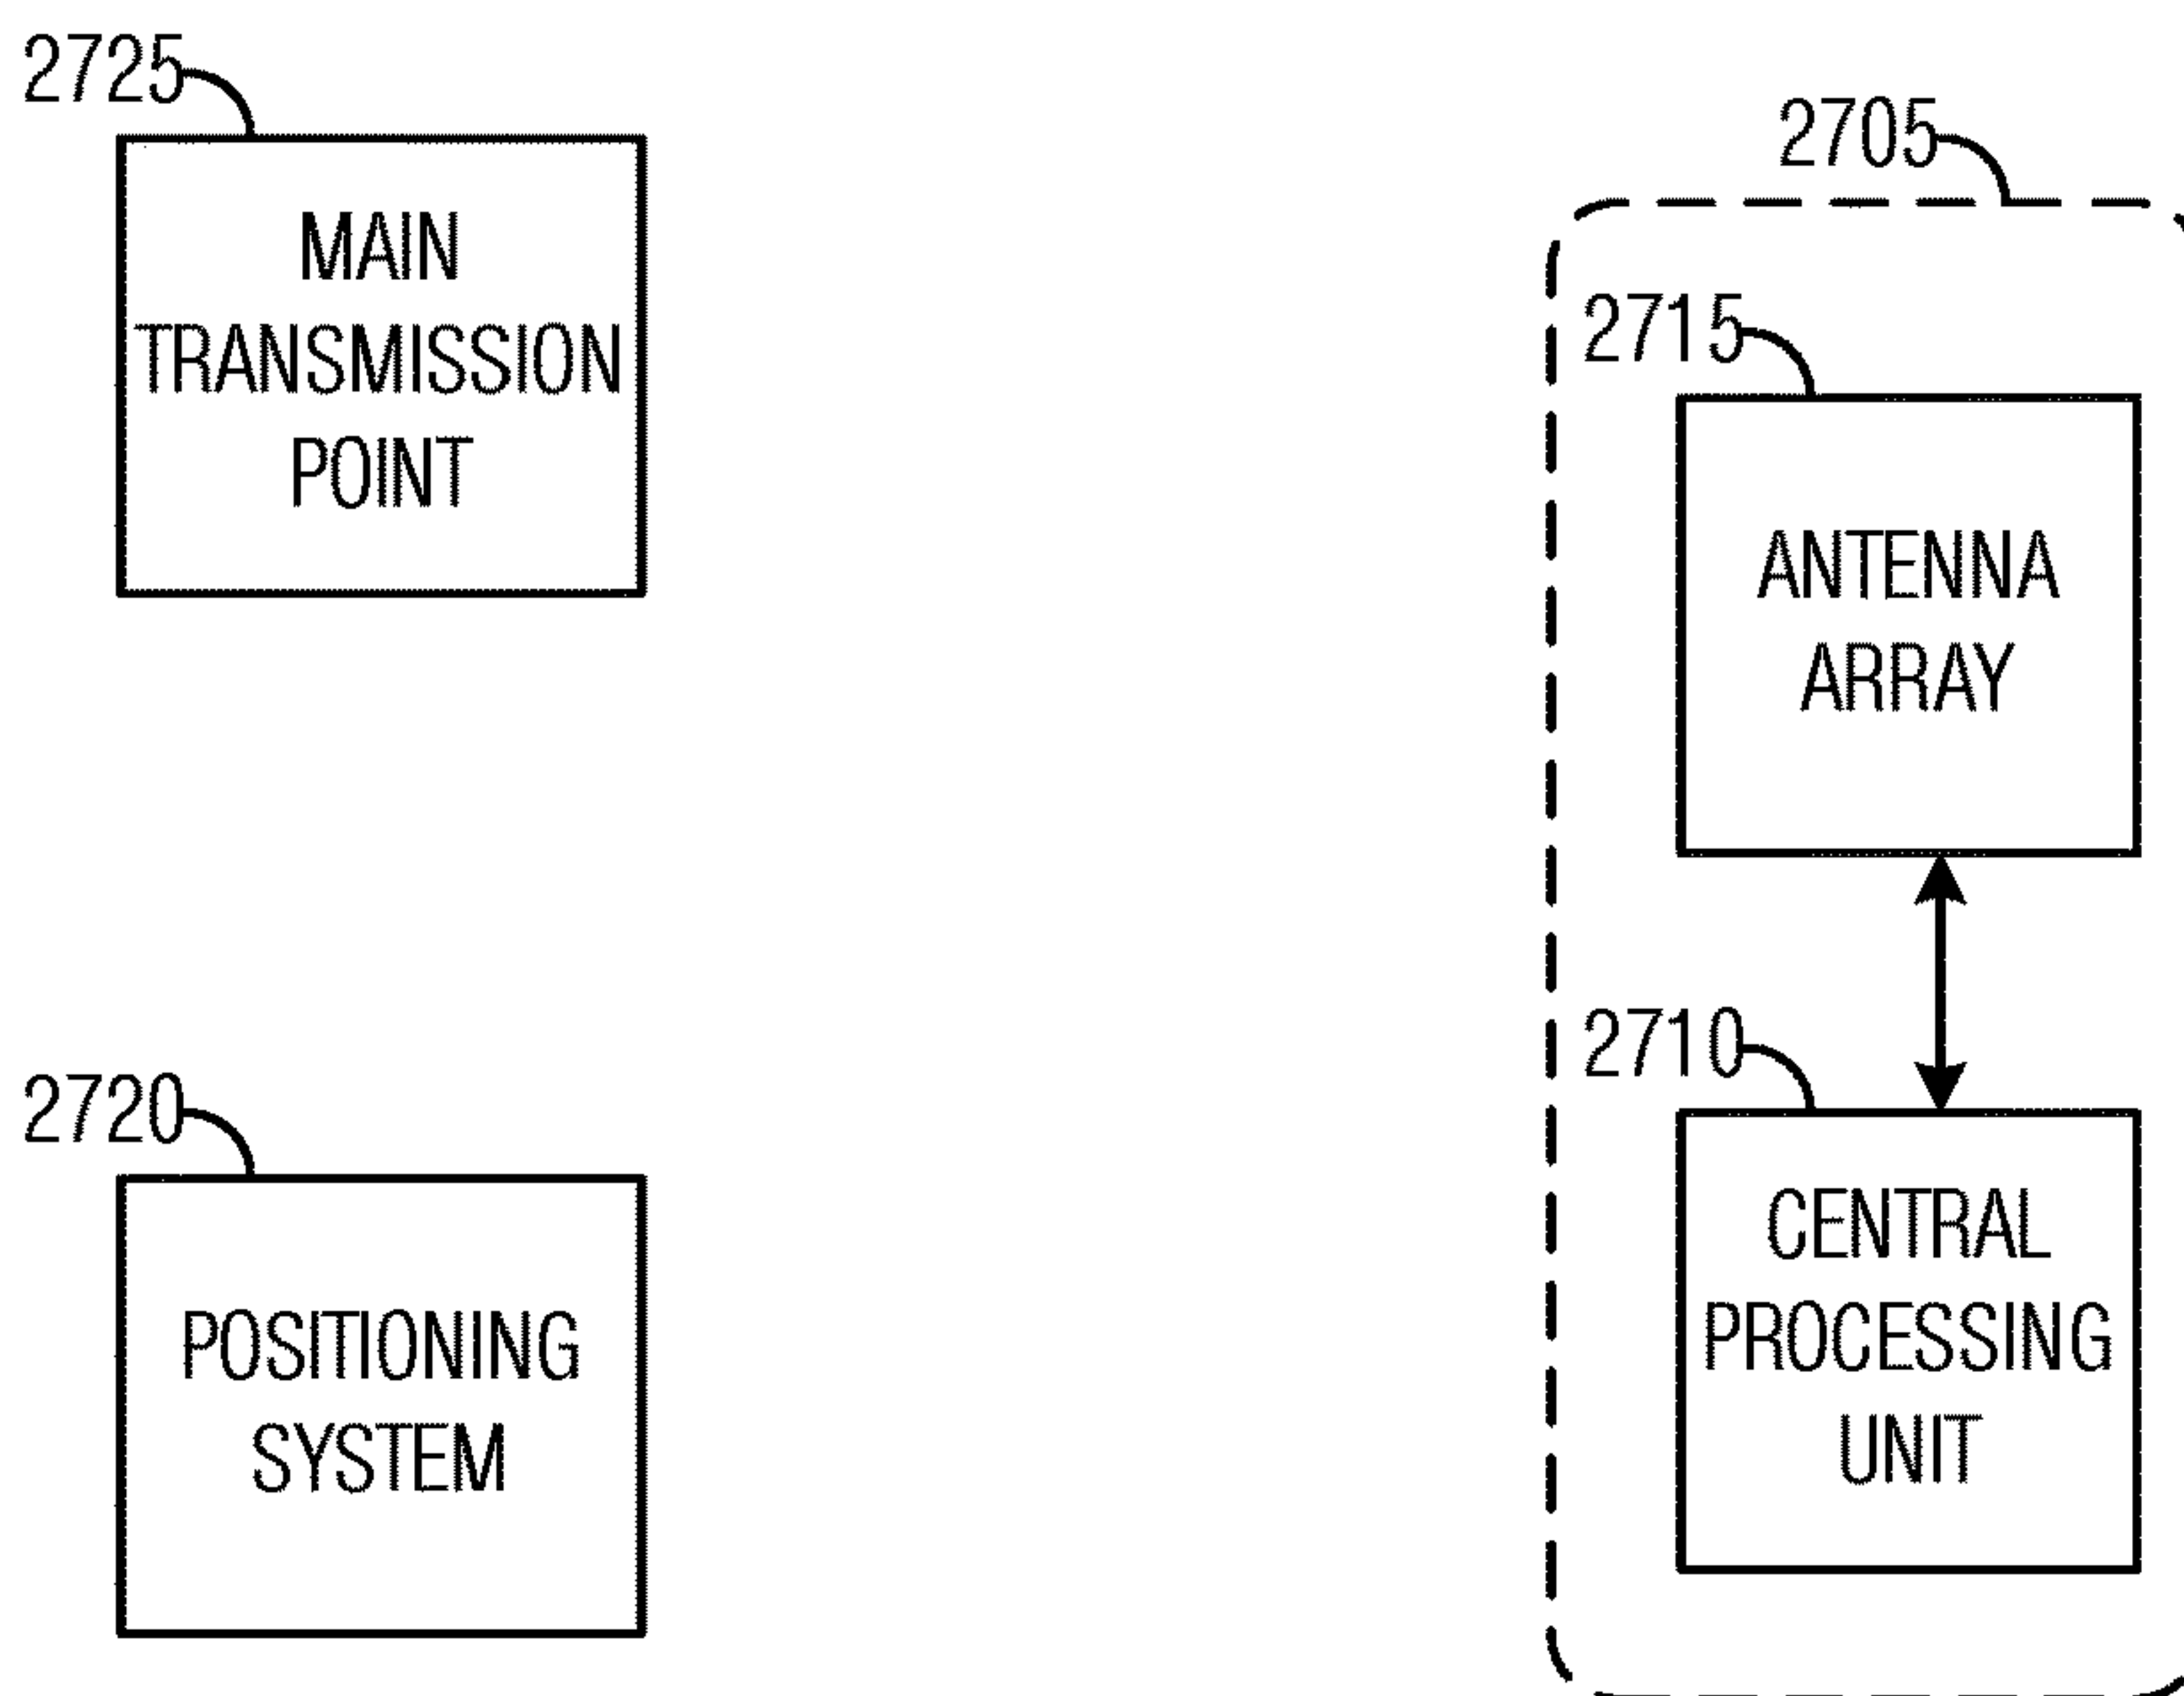 2725
MAIN
TRANSMISSION
POINT
2720
POSITIONING
SYSTEM
2705
2715
ANTENNA
ARRAY
2710
CENTRAL
PROCESSING
UNIT